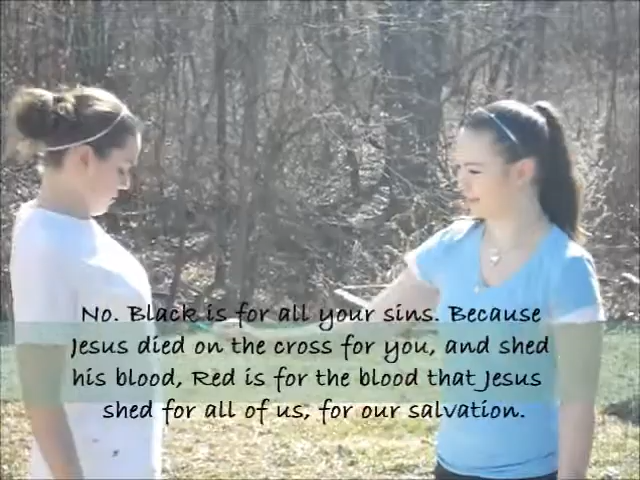 No. Black is for all your sins. Because
Jesus died on the cross for you, and shed
his blood, Red is for the blood that Jesus
shed for all of us, for our salvation.